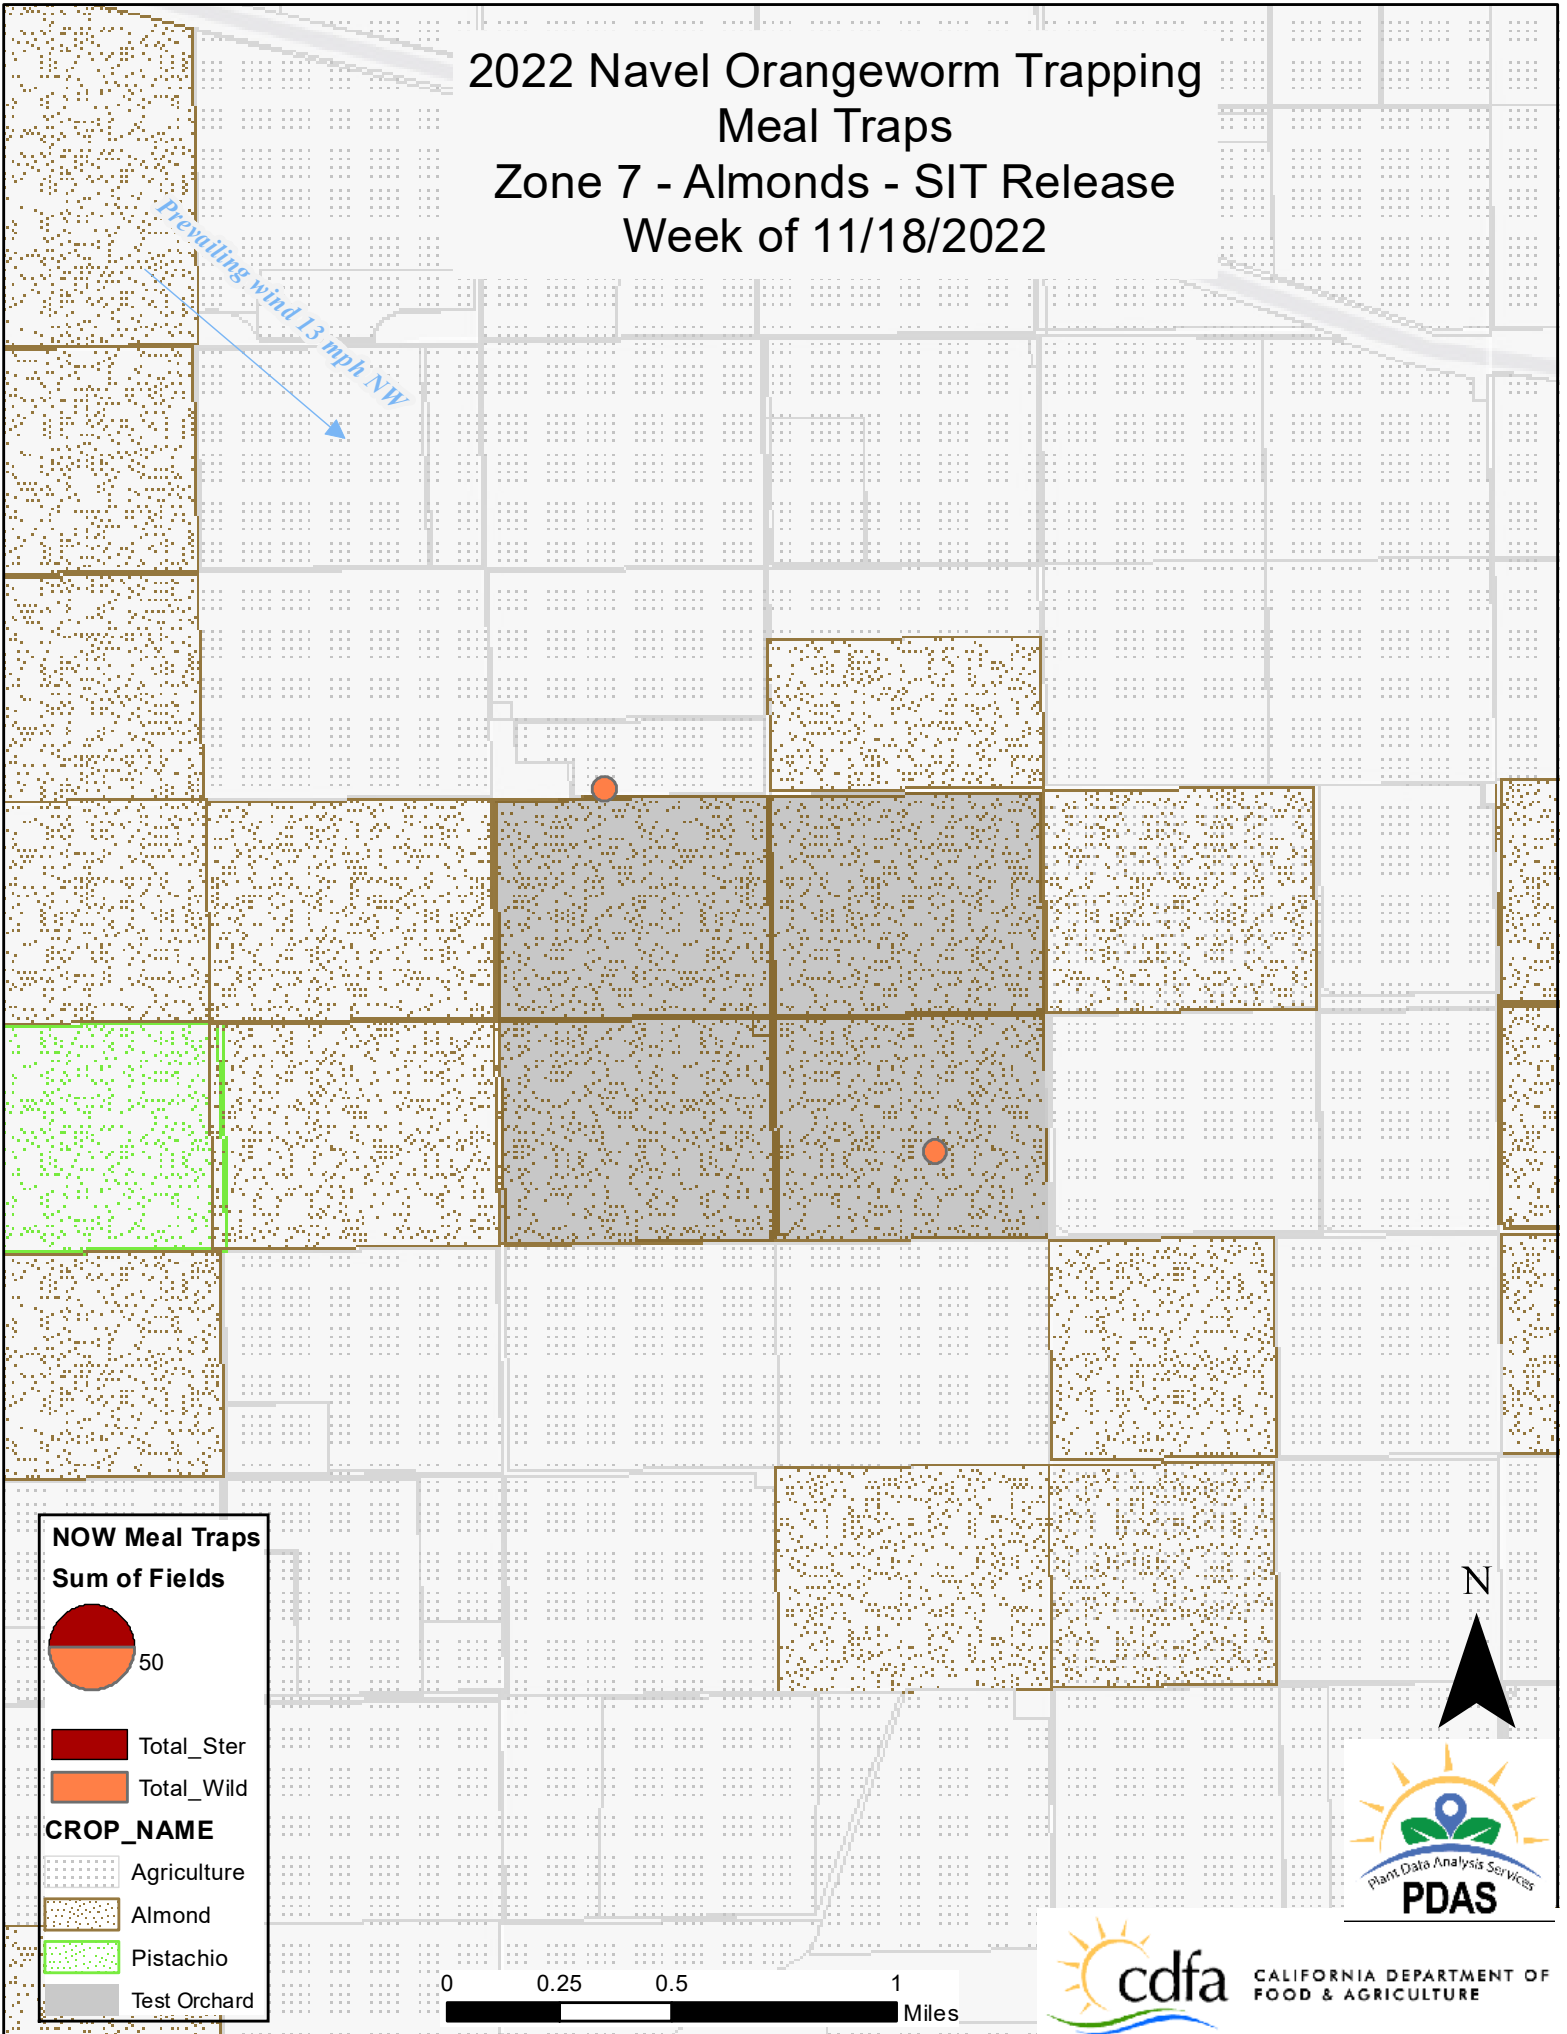 2022 Navel Orangeworm Trapping
Meal Traps
Zone 7 - Almonds - SIT Release
Week of 11/18/2022
Prevailing wind 13 mph NW
NOW Meal Traps
Sum of Fields
50
Total_Ster
Total_Wild
CROP_NAME
Agriculture
Almond
Pistachio
Test Orchard
0 0.25 0.5 1
Miles
N
Plant Data Analysis Services
PDAS
cdfa
CALIFORNIA DEPARTMENT OF
FOOD & AGRICULTURE